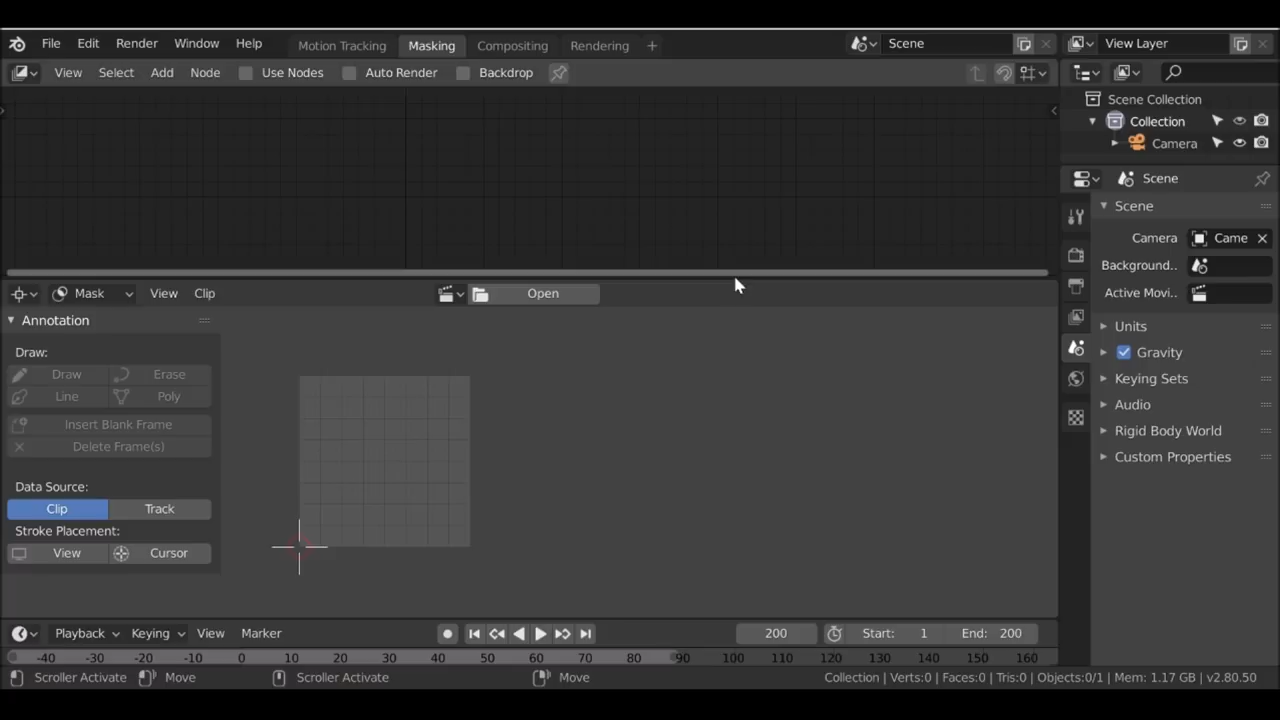 File Edit Render Window Help Motion Tracking Masking Compositing Rendering + Scene View Layer
View Select Add Node Use Nodes Auto Render Backdrop
Scene Collection
Collection
Camera
Scene
Scene
Camera Came
Background..
Active Movi..
Units
Gravity
Keying Sets
Audio
Rigid Body World
Custom Properties
Mask View Clip Open
Annotation
Draw:
Draw Erase
Line Poly
Insert Blank Frame
Delete Frame(s)
Data Source:
Clip Track
Stroke Placement:
View Cursor
Playback Keying View Marker 200 Start: 1 End: 200
-40 -30 -20 -10 0 10 20 30 40 50 60 70 80 90 100 110 120 130 140 150 160
Scroller Activate Move Scroller Activate Move Collection | Verts:0 | Faces:0 | Tris:0 | Objects:0/1 | Mem: 1.17 GB | v2.80.50